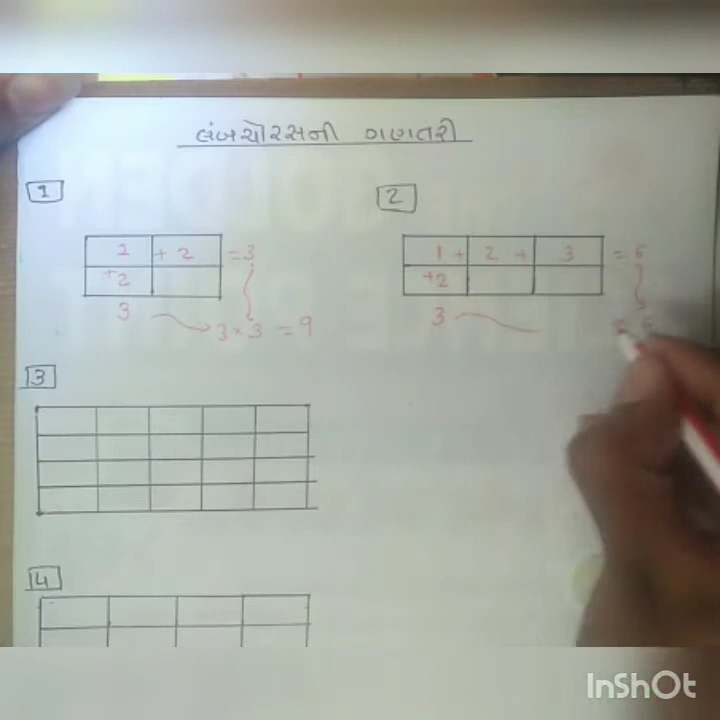 લંબચોરસની ગણતરી
1
1 + 2 = 3
+2
3
3 × 3 = 9
2
1 + 2 + 3 = 6
+2
3
6
3
4
InShOt